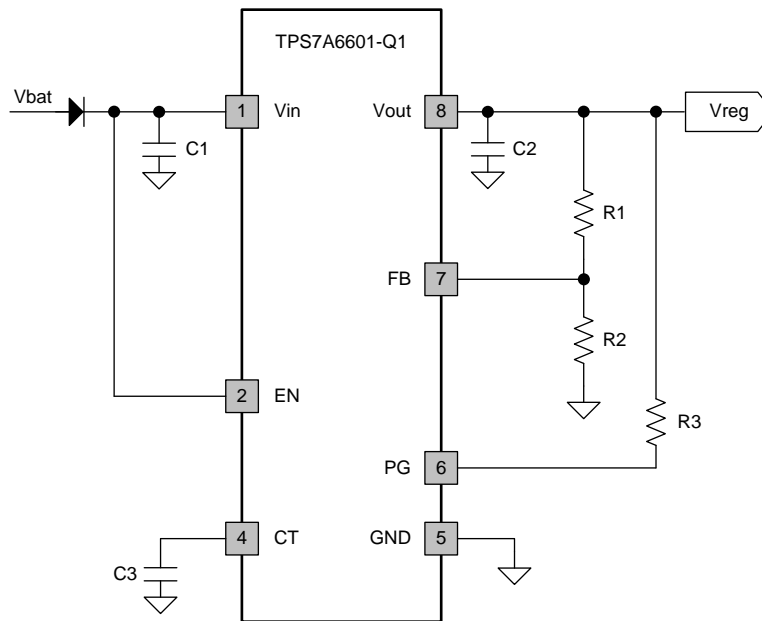 TPS7A6601-Q1
Vbat
1 Vin
Vout 8
Vreg
C1
C2
R1
FB 7
R2
2 EN
R3
PG 6
4 CT
GND 5
C3